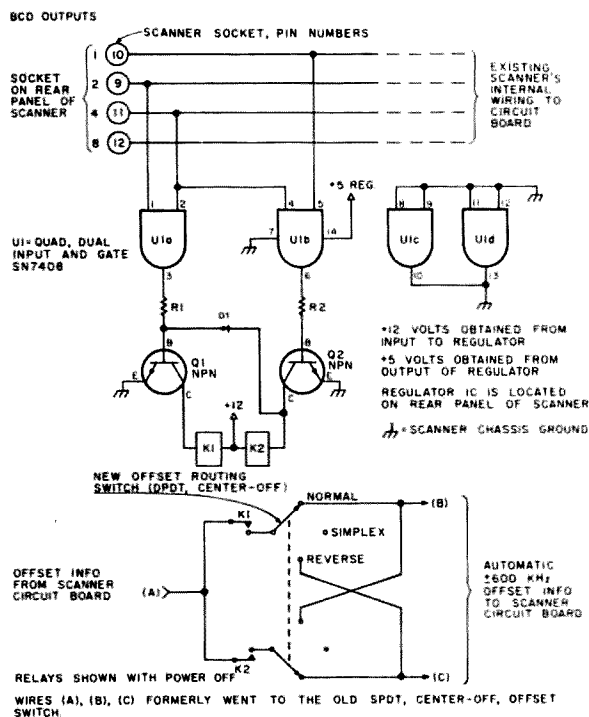 BCD OUTPUTS
SCANNER SOCKET, PIN NUMBERS
1 10
2 9
4 11
8 12
SOCKET
ON REAR
PANEL OF
SCANNER
EXISTING
SCANNER'S
INTERNAL
WIRING TO
CIRCUIT
BOARD
+5 REG.
1 2 4 5 8 9 11 12
7 14
U1a U1b U1c U1d
3 6 10 13
U1= QUAD, DUAL
INPUT AND GATE
SN7408
R1 R2
D1
B B
Q1
NPN
Q2
NPN
E E
C C
+12
K1 K2
+12 VOLTS OBTAINED FROM
INPUT TO REGULATOR
+5 VOLTS OBTAINED FROM
OUTPUT OF REGULATOR
REGULATOR IC IS LOCATED
ON REAR PANEL OF SCANNER
= SCANNER CHASSIS GROUND
NEW OFFSET ROUTING
SWITCH (DPDT, CENTER-OFF)
NORMAL
(B)
K1
SIMPLEX
REVERSE
OFFSET INFO
FROM SCANNER
CIRCUIT BOARD
(A)
AUTOMATIC
±600 KHz
OFFSET INFO
TO SCANNER
CIRCUIT BOARD
K2
(C)
RELAYS SHOWN WITH POWER OFF
WIRES (A), (B), (C) FORMERLY WENT TO THE OLD SPDT, CENTER-OFF, OFFSET
SWITCH.